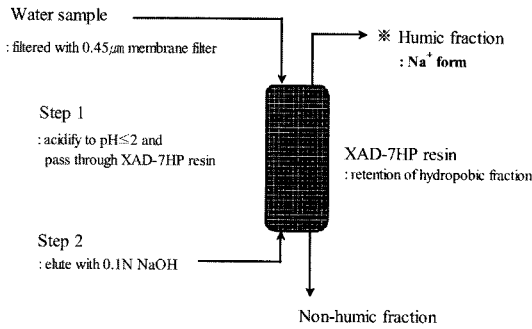 Water sample
: filtered with 0.45㎛ membrane filter
※ Humic fraction
: Na⁺ form
Step 1
: acidify to pH≤2 and
pass through XAD-7HP resin
XAD-7HP resin
: retention of hydropobic fraction
Step 2
: elute with 0.1N NaOH
Non-humic fraction